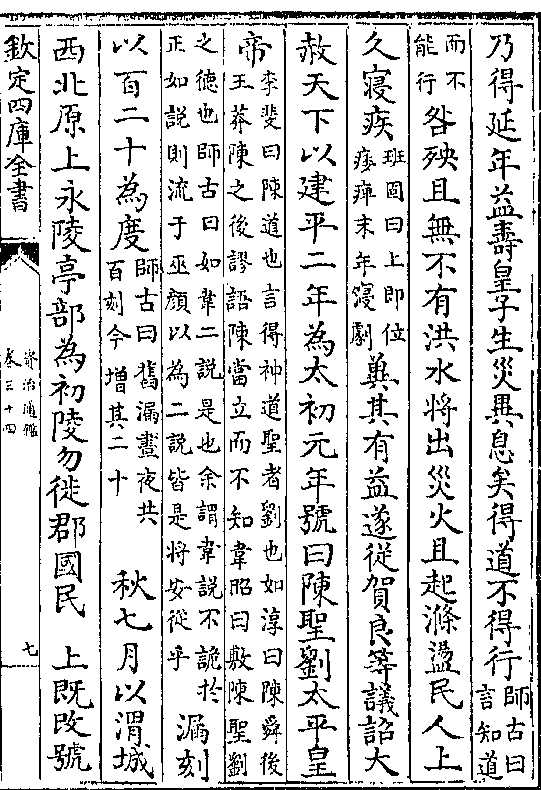 乃得延年益壽皇子生災異息矣得道不得行師古曰言知道
而不能行咎殃且無不有洪水將出災火且起滌盪民人上
久寢疾班固曰上即位痿痺末年寖劇兾其有益遂從賀良等議詔大
赦天下以建平二年為太初元年號曰陳聖劉太平皇
帝李斐曰陳道也言得神道聖者劉也如淳曰陳舜後王莽陳之後謬語陳當立而不知韋昭曰敷陳聖劉
之德也師古曰如韋二說是也余謂韋說不詭於正如說則流于巫顔以為二說皆是將安從乎漏刻
以百二十為度師古曰舊漏晝夜共百刻今增其二十 秋七月以渭城
西北原上永陵亭部為初陵勿徙郡國民 上既改號
欽定四庫全書
資治通鑑
卷三十四
七